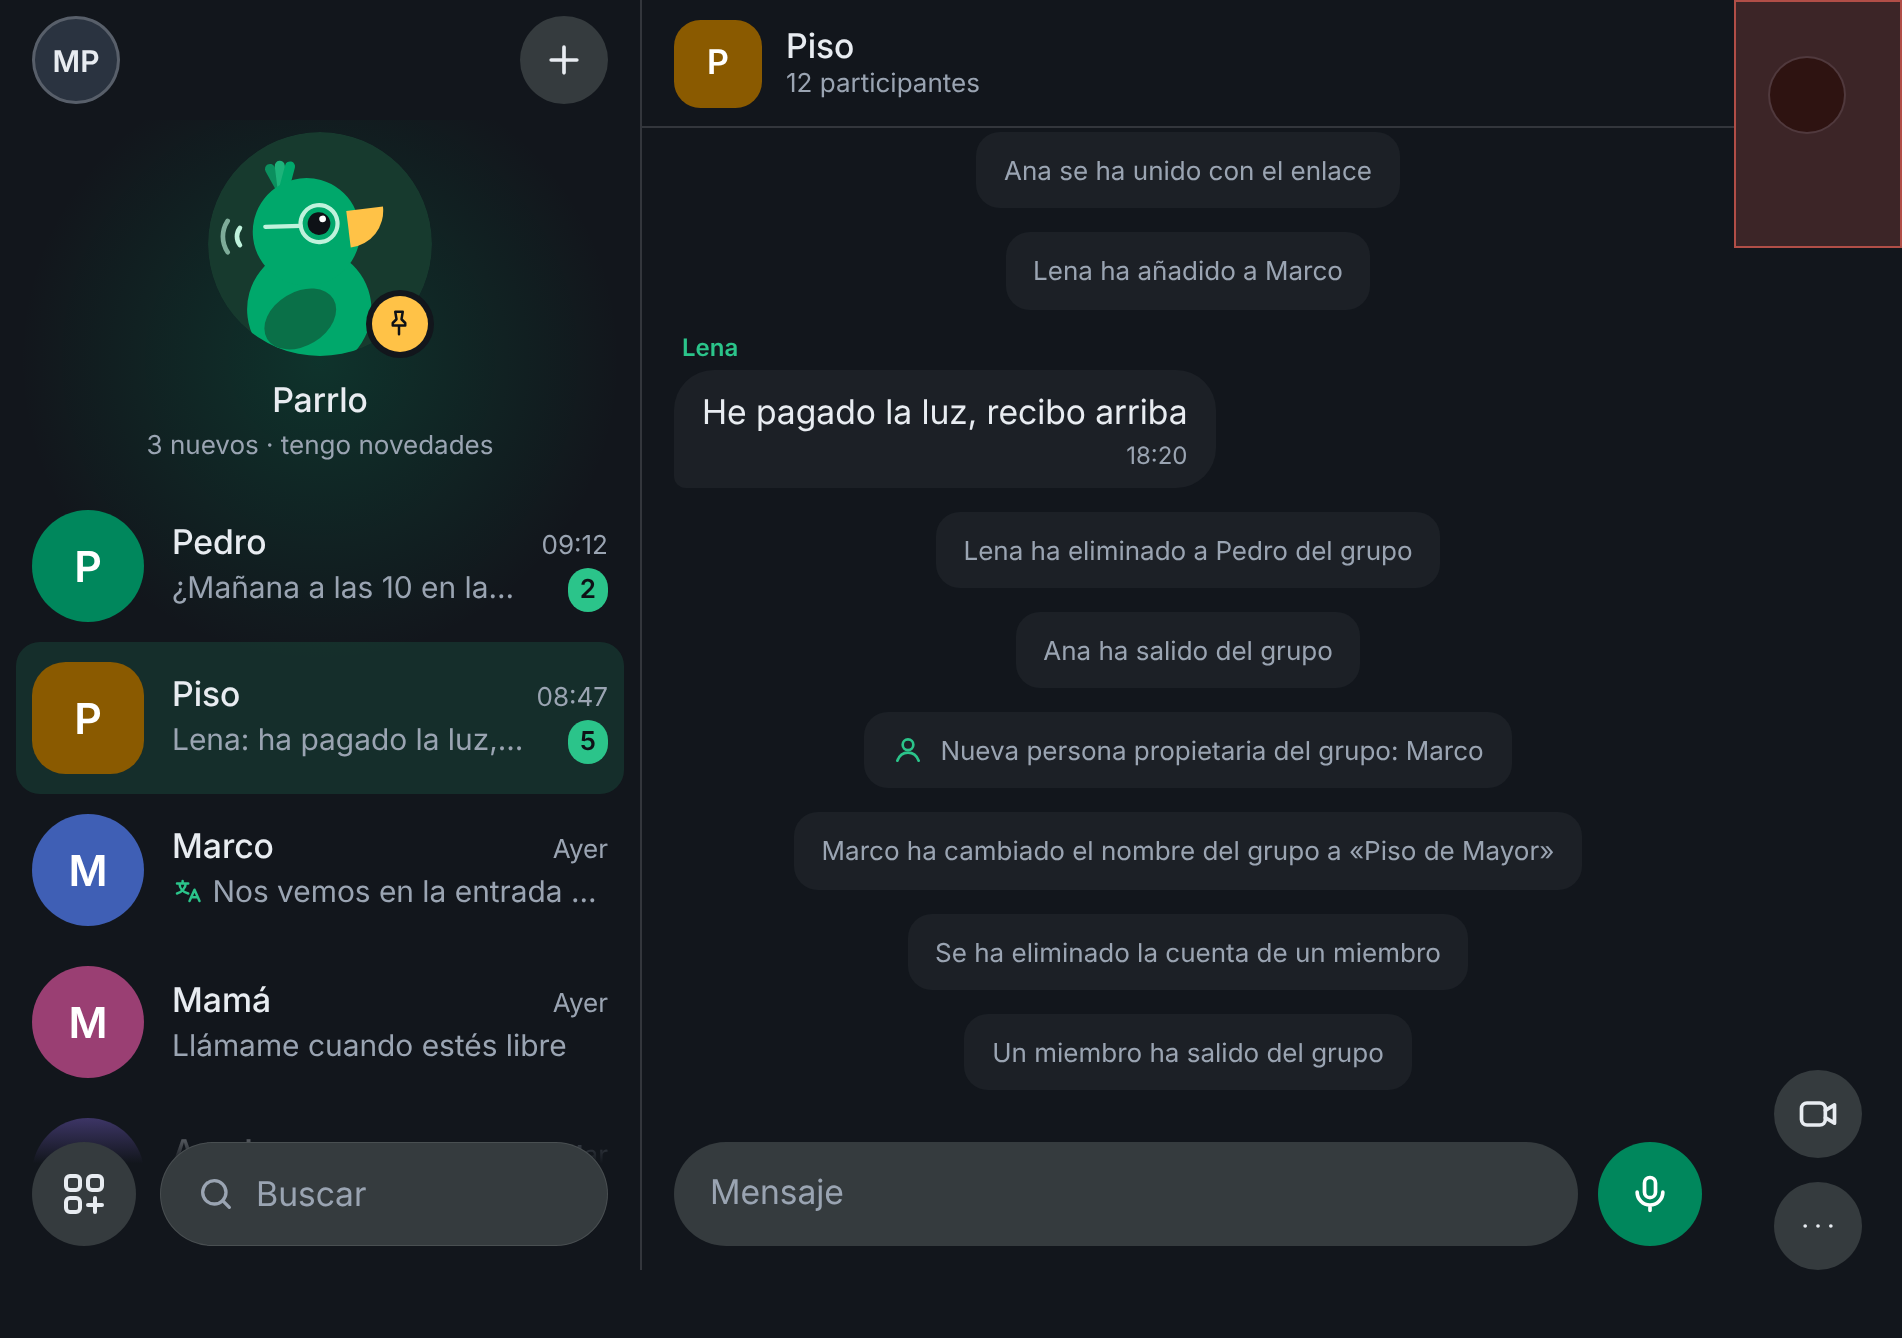 MP
Parrlo
3 nuevos · tengo novedades
P
Pedro
09:12
¿Mañana a las 10 en la...
2
P
Piso
08:47
Lena: ha pagado la luz,...
5
M
Marco
Ayer
Nos vemos en la entrada ...
M
Mamá
Ayer
Llámame cuando estés libre
Buscar
P
Piso
12 participantes
Ana se ha unido con el enlace
Lena ha añadido a Marco
Lena
He pagado la luz, recibo arriba
18:20
Lena ha eliminado a Pedro del grupo
Ana ha salido del grupo
Nueva persona propietaria del grupo: Marco
Marco ha cambiado el nombre del grupo a «Piso de Mayor»
Se ha eliminado la cuenta de un miembro
Un miembro ha salido del grupo
Mensaje